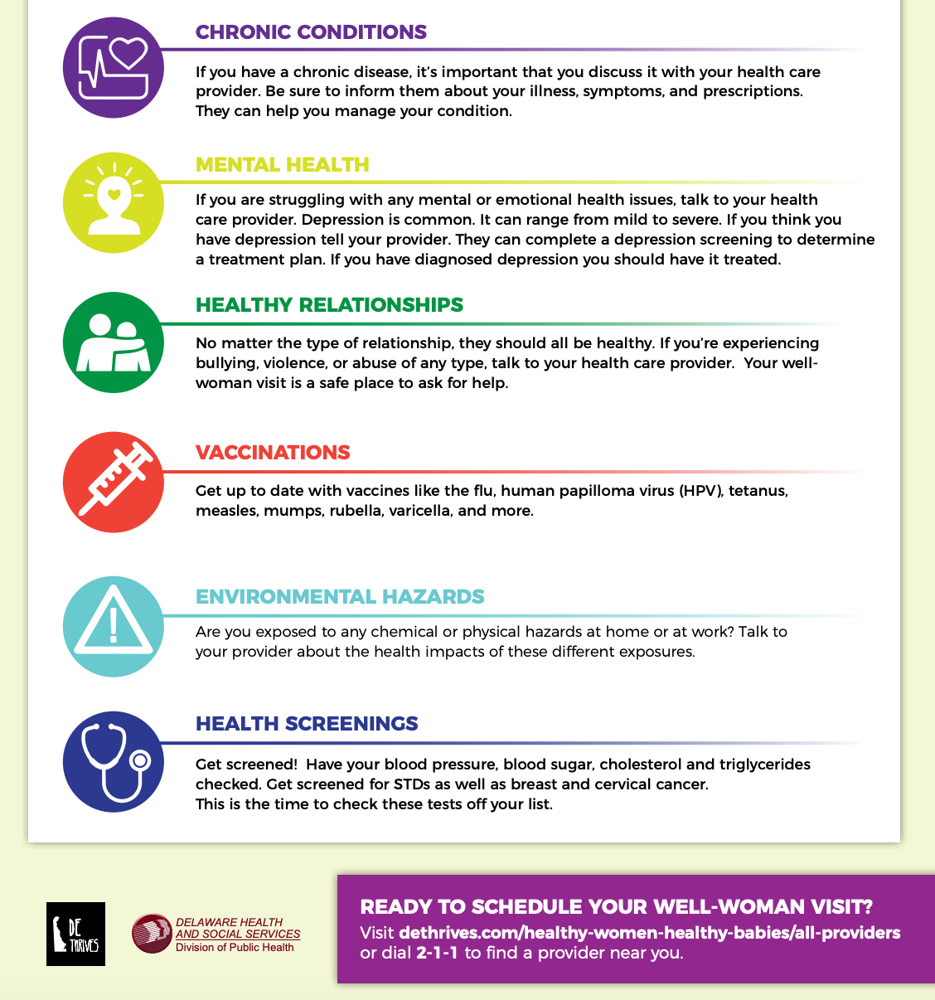 CHRONIC CONDITIONS
If you have a chronic disease, it’s important that you discuss it with your health care
provider. Be sure to inform them about your illness, symptoms, and prescriptions.
They can help you manage your condition.
MENTAL HEALTH
If you are struggling with any mental or emotional health issues, talk to your health
care provider. Depression is common. It can range from mild to severe. If you think you
have depression tell your provider. They can complete a depression screening to determine
a treatment plan. If you have diagnosed depression you should have it treated.
HEALTHY RELATIONSHIPS
No matter the type of relationship, they should all be healthy. If you’re experiencing
bullying, violence, or abuse of any type, talk to your health care provider.  Your well-
woman visit is a safe place to ask for help.
VACCINATIONS
Get up to date with vaccines like the flu, human papilloma virus (HPV), tetanus,
measles, mumps, rubella, varicella, and more.
ENVIRONMENTAL HAZARDS
Are you exposed to any chemical or physical hazards at home or at work? Talk to
your provider about the health impacts of these different exposures.
HEALTH SCREENINGS
Get screened!  Have your blood pressure, blood sugar, cholesterol and triglycerides
checked. Get screened for STDs as well as breast and cervical cancer.
This is the time to check these tests off your list.
DE
THRIVES
DELAWARE HEALTH
AND SOCIAL SERVICES
Division of Public Health
READY TO SCHEDULE YOUR WELL-WOMAN VISIT?
Visit dethrives.com/healthy-women-healthy-babies/all-providers
or dial 2-1-1 to find a provider near you.